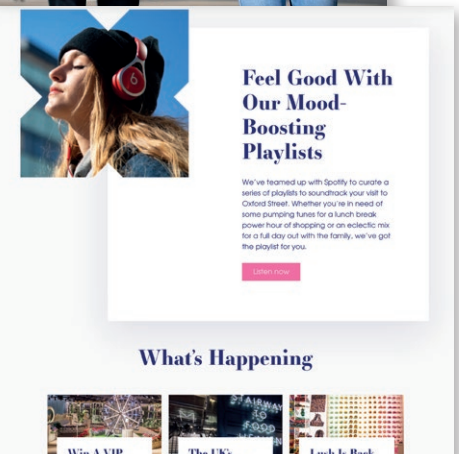 Feel Good With
Our Mood-
Boosting
Playlists
We've teamed up with Spotify to curate a
series of playlists to soundtrack your visit to
Oxford Street. Whether you're in need of
some pumping tunes for a lunch break
power hour of shopping or an eclectic mix
for a full day out with the family, we've got
the playlist for you.
Listen now
What's Happening
STAIRWAY
TO
FOOD
Win A VIP
The UK's
Lush Is Back